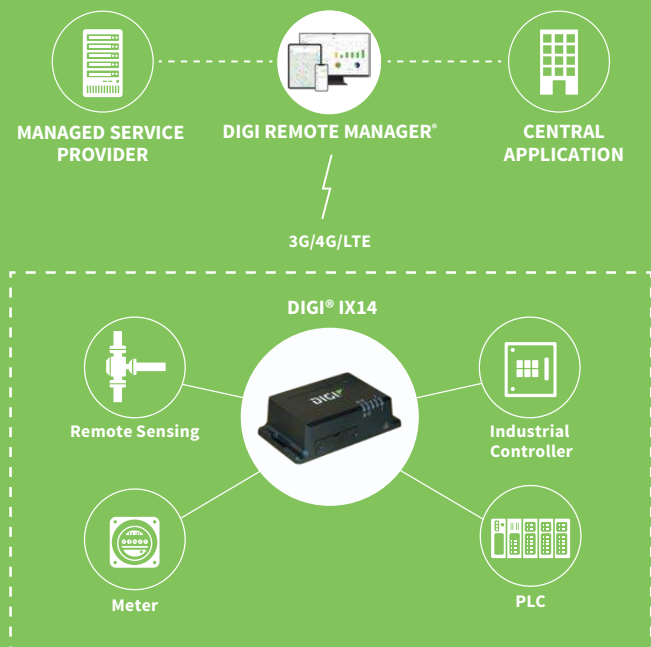 MANAGED SERVICE
PROVIDER
DIGI REMOTE MANAGER®
CENTRAL
APPLICATION
3G/4G/LTE
DIGI® IX14
DIGI
Remote Sensing
Industrial
Controller
Meter
PLC